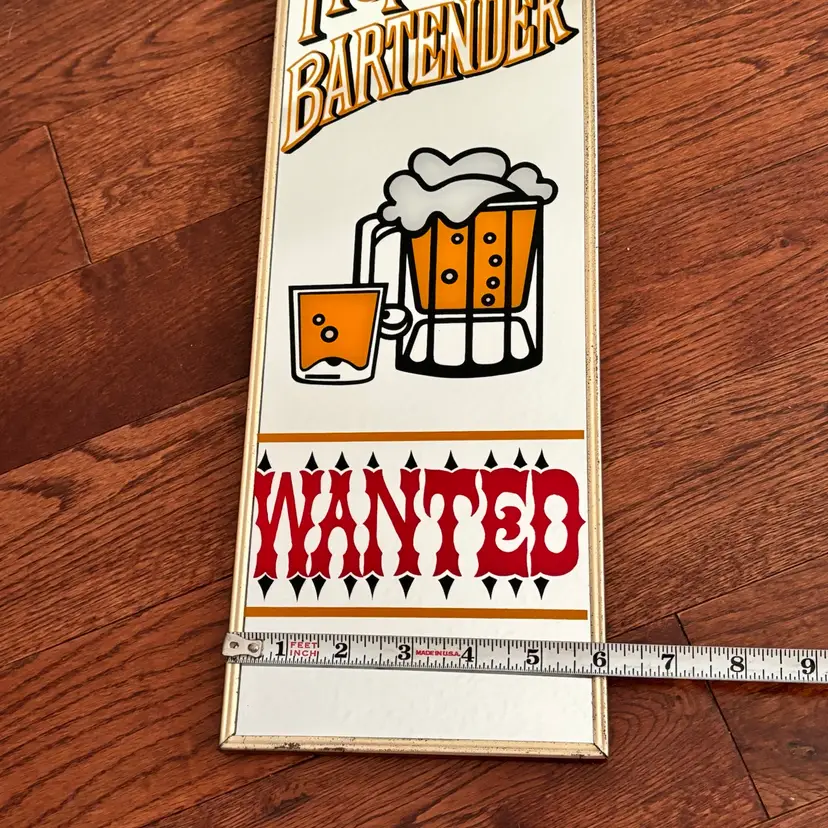 BARTENDER
WANTED
1 FEET INCH 2 3 MADE IN U.S.A. 4 5 6 7 8 9